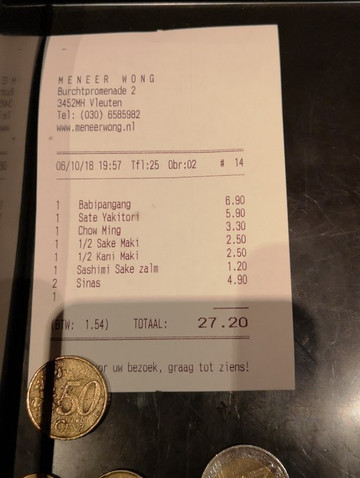 MENEER WONG
Burchtpromenade 2
3452MH Vleuten
Tel: (030) 6585982
www.meneerwong.nl
06/10/18 19:57 Tfl:25 Obr:02 # 14
1 Babipangang 6.90
1 Sate Yakitori 5.90
1 Chow Ming 3.30
1 1/2 Sake Maki 2.50
1 1/2 Kani Maki 2.50
1 Sashimi Sake zalm 1.20
2 Sinas 4.90
1
(BTW: 1.54) TOTAAL: 27.20
or uw bezoek, graag tot ziens!
50